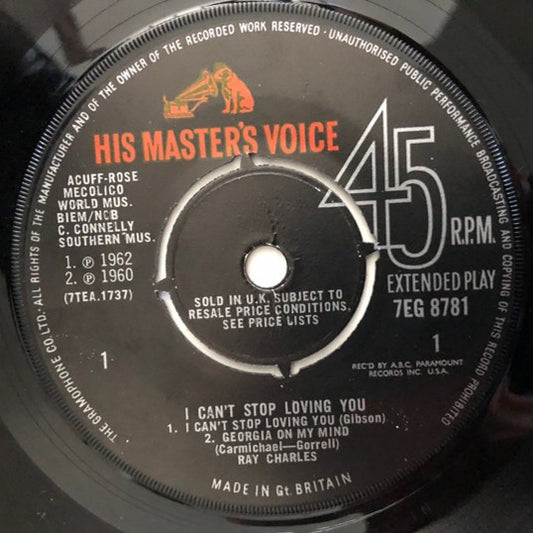 THE GRAMOPHONE CO. LTD. · ALL RIGHTS OF THE MANUFACTURER AND OF THE OWNER OF THE RECORDED WORK RESERVED · UNAUTHORISED PUBLIC PERFORMANCE BROADCASTING AND COPYING OF THIS RECORD PROHIBITED
HIS MASTER'S VOICE
ACUFF-ROSE
MECOLICO
WORLD MUS.
BIEM/NCB
C. CONNELLY
SOUTHERN MUS.
1. ℗ 1962
2. ℗ 1960
(7TEA.1737)
45
R.P.M.
EXTENDED PLAY
7EG 8781
SOLD IN U.K. SUBJECT TO
RESALE PRICE CONDITIONS,
SEE PRICE LISTS
1
1
REC'D BY A.B.C. PARAMOUNT
RECORDS INC. U.S.A.
I CAN'T STOP LOVING YOU
1. I CAN'T STOP LOVING YOU (Gibson)
2. GEORGIA ON MY MIND
(Carmichael—Gorrell)
RAY CHARLES
MADE IN Gt. BRITAIN